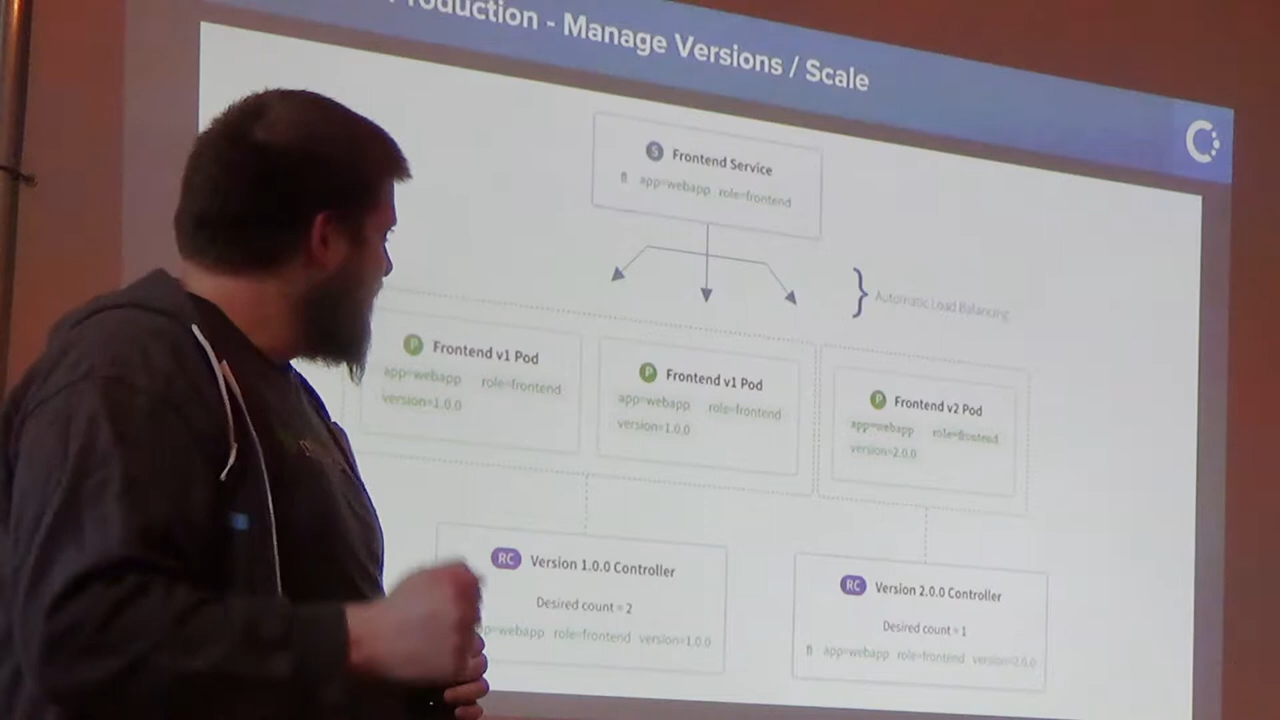 Production - Manage Versions / Scale
S Frontend Service
app=webapp role=frontend
} Automatic Load Balancing
P Frontend v1 Pod
app=webapp role=frontend
version=1.0.0
P Frontend v1 Pod
app=webapp role=frontend
version=1.0.0
P Frontend v2 Pod
app=webapp role=frontend
version=2.0.0
RC Version 1.0.0 Controller
Desired count = 2
app=webapp role=frontend version=1.0.0
RC Version 2.0.0 Controller
Desired count = 1
app=webapp role=frontend version=2.0.0